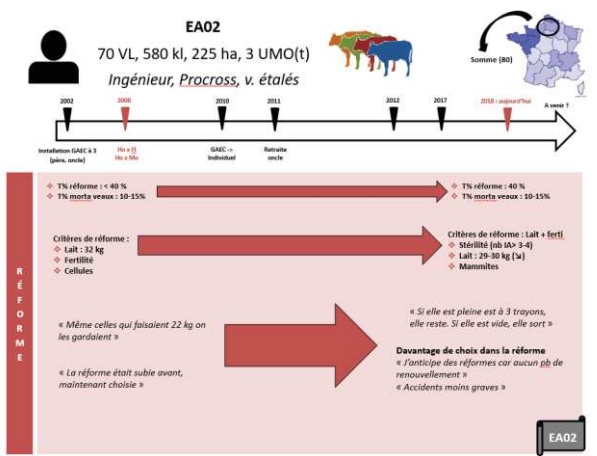 EA02
70 VL, 580 kl, 225 ha, 3 UMO(t)
Ingénieur, Procross, v. étalés
Somme (80)
2002
2008
2010
2011
2012
2017
2018 : aujourd'hui
A venir ?
Installation GAEC à 3
(père, oncle)
Ho x Fl
Ho x Mo
GAEC ->
Individuel
Retraite
oncle
RÉFORME
❖ T% réforme : < 40 %
❖ T% morta veaux : 10-15%
❖ T% réforme : 40 %
❖ T% morta veaux : 10-15%
Critères de réforme :
❖ Lait : 32 kg
❖ Fertilité
❖ Cellules
Critères de réforme : Lait + ferti
❖ Stérilité (nb IA> 3-4)
❖ Lait : 29-30 kg (↘)
❖ Mammites
« Même celles qui faisaient 22 kg on
les gardaient »
« La réforme était subie avant,
maintenant choisie »
« Si elle est pleine est à 3 trayons,
elle reste. Si elle est vide, elle sort »
Davantage de choix dans la réforme
« J'anticipe des réformes car aucun pb de
renouvellement »
« Accidents moins graves »
EA02